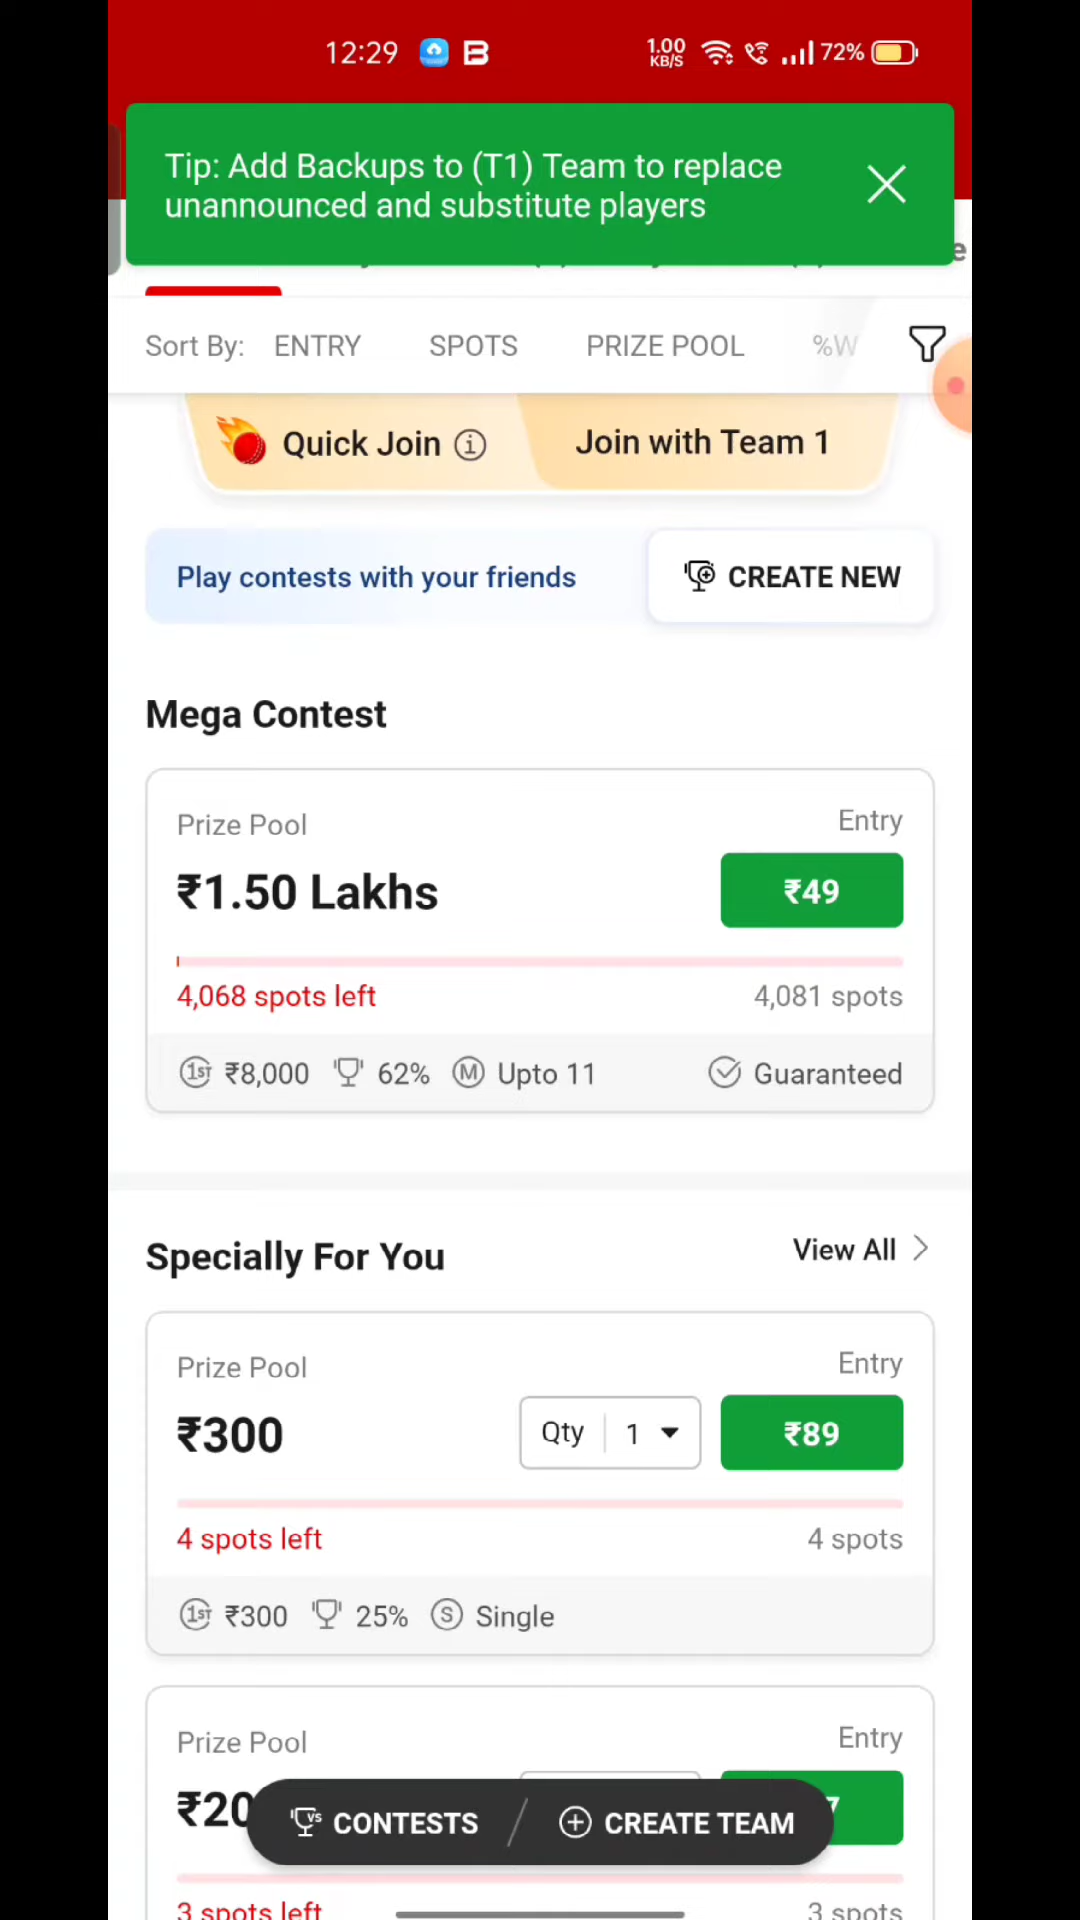 12:29 1.00 KB/S 72%
Tip: Add Backups to (T1) Team to replace
unannounced and substitute players
Sort By: ENTRY SPOTS PRIZE POOL %W
Quick Join Join with Team 1
Play contests with your friends CREATE NEW
Mega Contest
Prize Pool Entry
₹1.50 Lakhs ₹49
4,068 spots left 4,081 spots
1ST ₹8,000 62% M Upto 11 Guaranteed
Specially For You View All
Prize Pool Entry
₹300 Qty 1 ₹89
4 spots left 4 spots
1ST ₹300 25% S Single
Prize Pool Entry
₹20
VS CONTESTS CREATE TEAM
3 spots left 3 spots